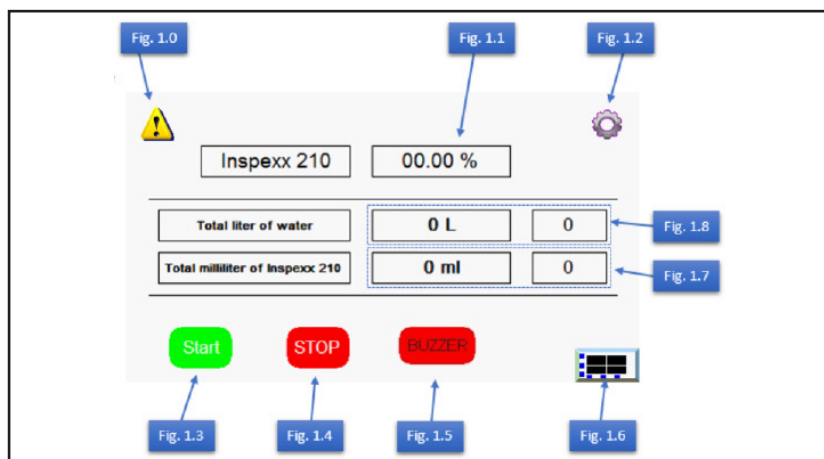 Fig. 1.0 Fig. 1.1 Fig. 1.2
Inspexx 210 00.00 %
Total liter of water 0 L 0 Fig. 1.8
Total milliliter of Inspexx 210 0 ml 0 Fig. 1.7
Start STOP BUZZER
Fig. 1.3 Fig. 1.4 Fig. 1.5 Fig. 1.6